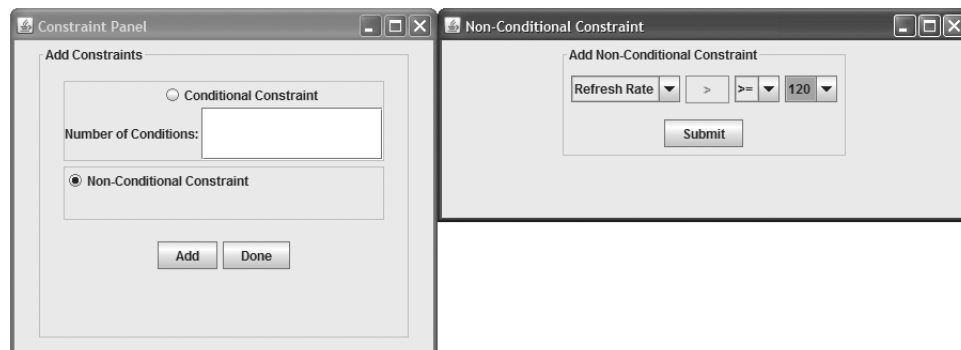 Constraint Panel
Add Constraints
Conditional Constraint
Number of Conditions:
Non-Conditional Constraint
Add Done
Non-Conditional Constraint
Add Non-Conditional Constraint
Refresh Rate > >= 120
Submit